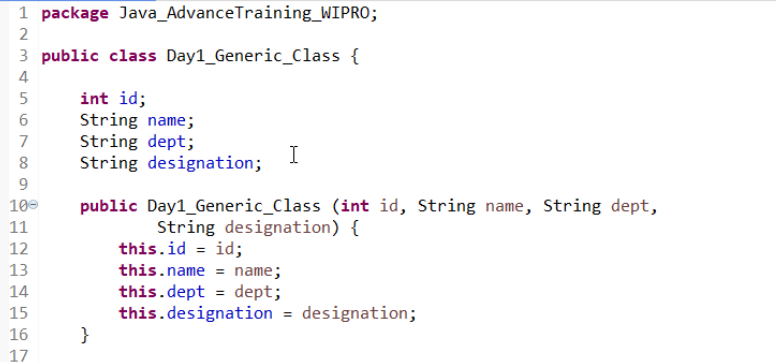 1 package Java_AdvanceTraining_WIPRO;
2
3 public class Day1_Generic_Class {
4
5     int id;
6     String name;
7     String dept;
8     String designation;
9
10     public Day1_Generic_Class (int id, String name, String dept,
11             String designation) {
12         this.id = id;
13         this.name = name;
14         this.dept = dept;
15         this.designation = designation;
16     }
17